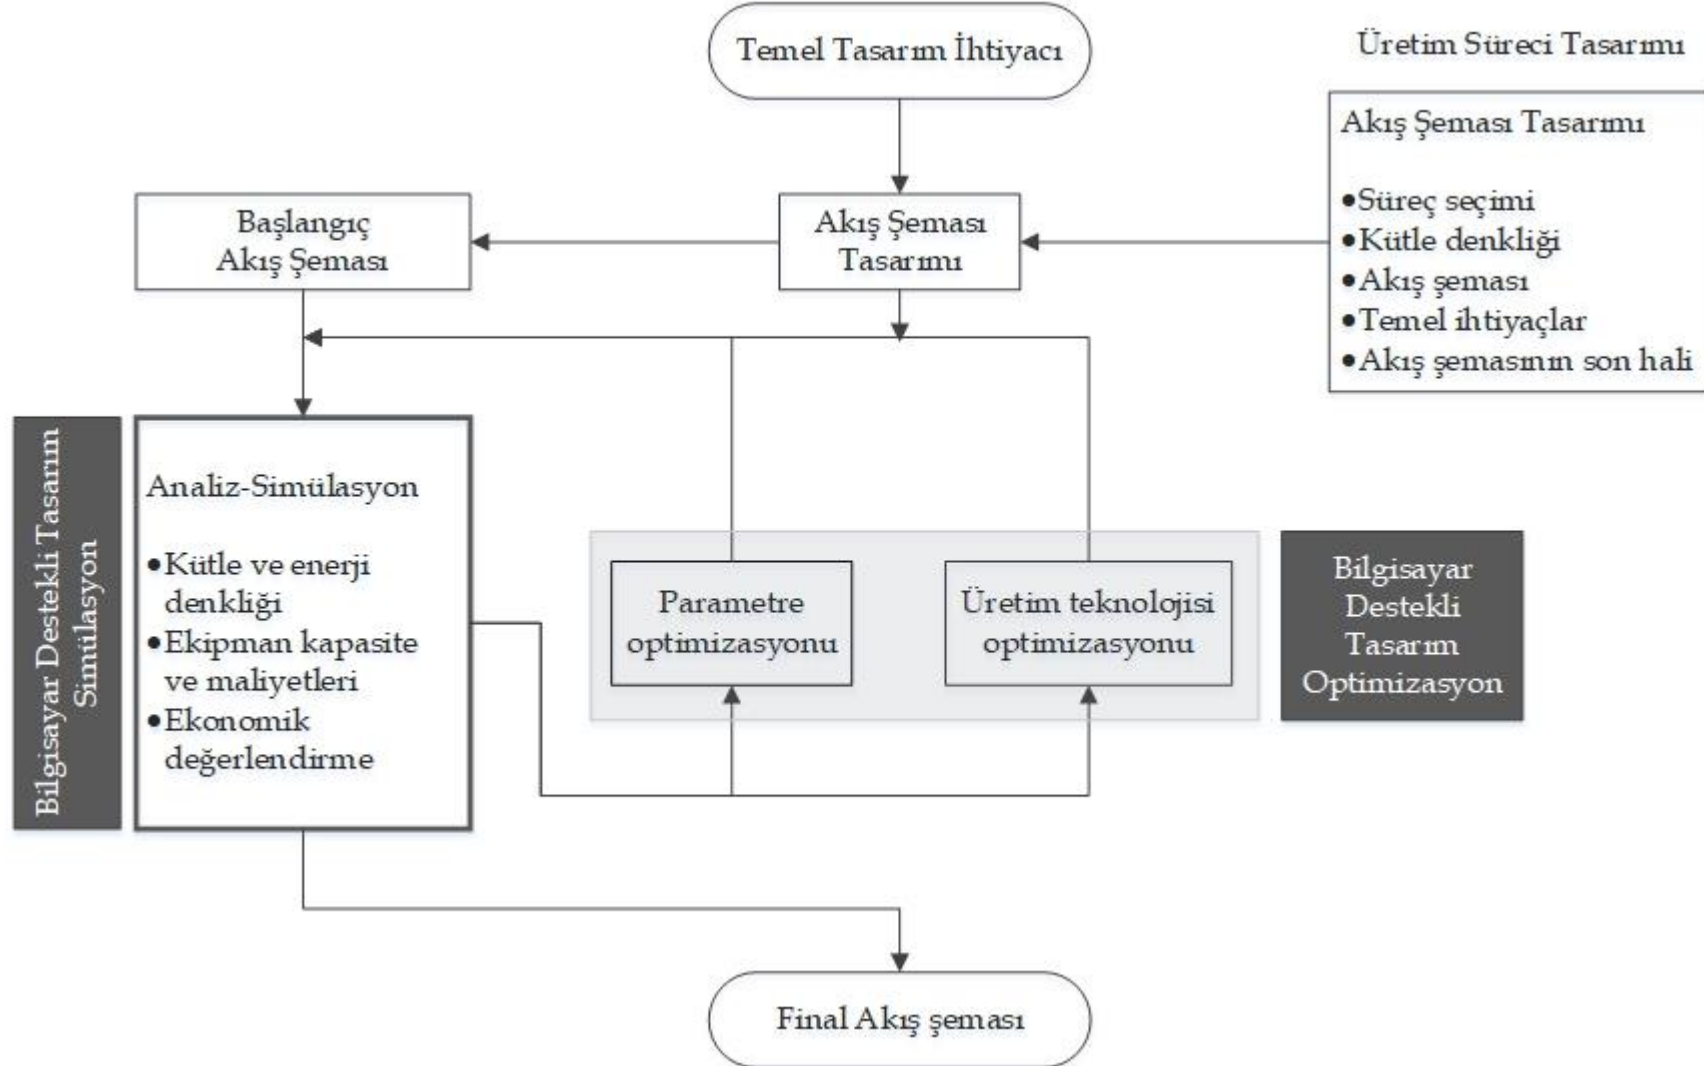 Temel Tasarım İhtiyacı
Üretim Süreci Tasarımı
Akış Şeması Tasarımı
●Süreç seçimi
●Kütle denkliği
●Akış şeması
●Temel ihtiyaçlar
●Akış şemasının son hali
Başlangıç
Akış Şeması
Akış Şeması
Tasarımı
Bilgisayar Destekli Tasarım
Simülasyon
Analiz-Simülasyon
●Kütle ve enerji
denkliği
●Ekipman kapasite
ve maliyetleri
●Ekonomik
değerlendirme
Parametre
optimizasyonu
Üretim teknolojisi
optimizasyonu
Bilgisayar
Destekli
Tasarım
Optimizasyon
Final Akış şeması